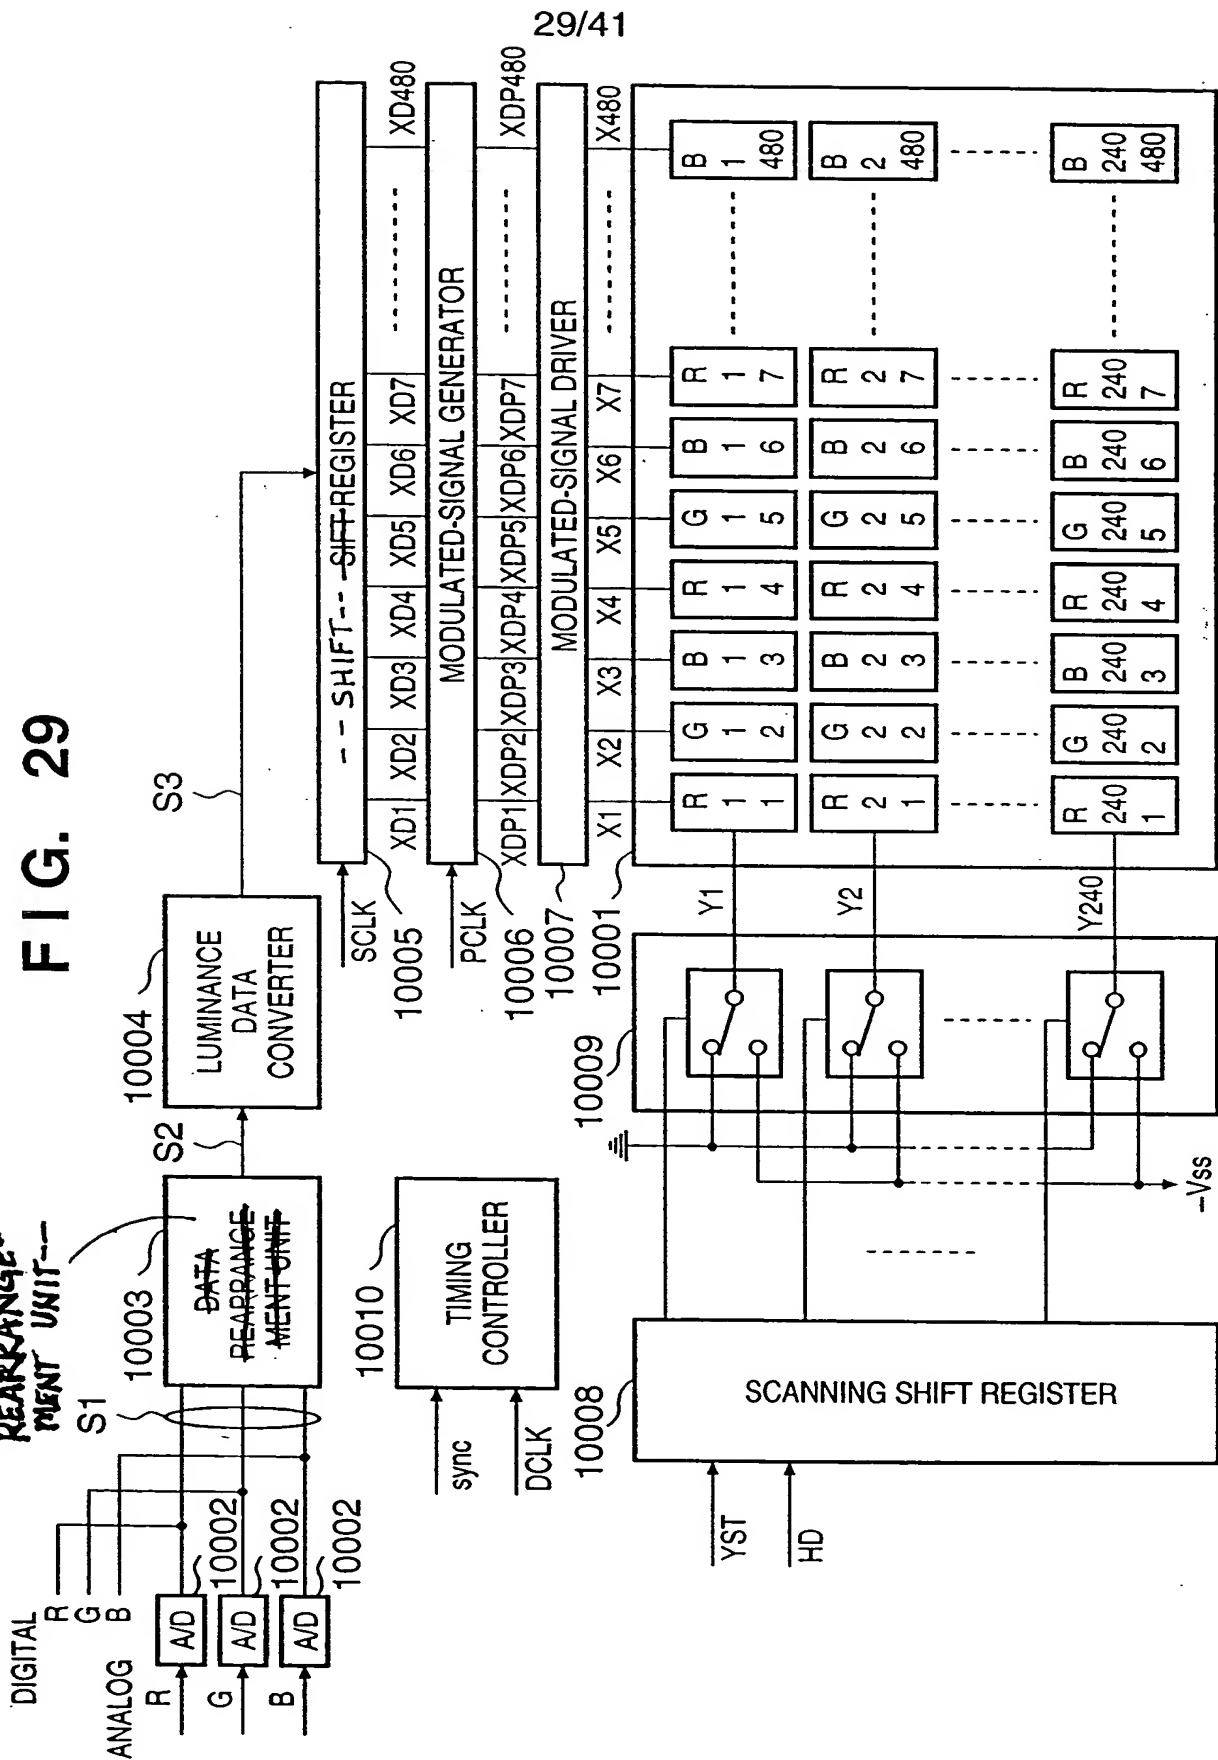 29/41
FIG. 29
REARRANGE-
MENT UNIT--
DIGITAL
R
G
B
ANALOG
R
G
B
A/D
A/D
A/D
10002
10002
10002
S1
10003
DATA
REARRANGE-
MENT UNIT
S2
10004
LUMINANCE
DATA
CONVERTER
S3
10010
TIMING
CONTROLLER
sync
DCLK
SCLK
10005
-- SHIFT -- SIFT REGISTER
XD1 XD2 XD3 XD4 XD5 XD6 XD7 XD480
PCLK
10006
MODULATED-SIGNAL GENERATOR
XDP1 XDP2 XDP3 XDP4 XDP5 XDP6 XDP7 XDP480
10007
MODULATED-SIGNAL DRIVER
X1 X2 X3 X4 X5 X6 X7 X480
10001
R G B R G B R B
1 1 1 1 1 1 1 1
1 2 3 4 5 6 7 480
R G B R G B R B
2 2 2 2 2 2 2 2
1 2 3 4 5 6 7 480
R G B R G B R B
240 240 240 240 240 240 240 240
1 2 3 4 5 6 7 480
Y1
Y2
Y240
10009
-Vss
10008
SCANNING SHIFT REGISTER
YST
HD